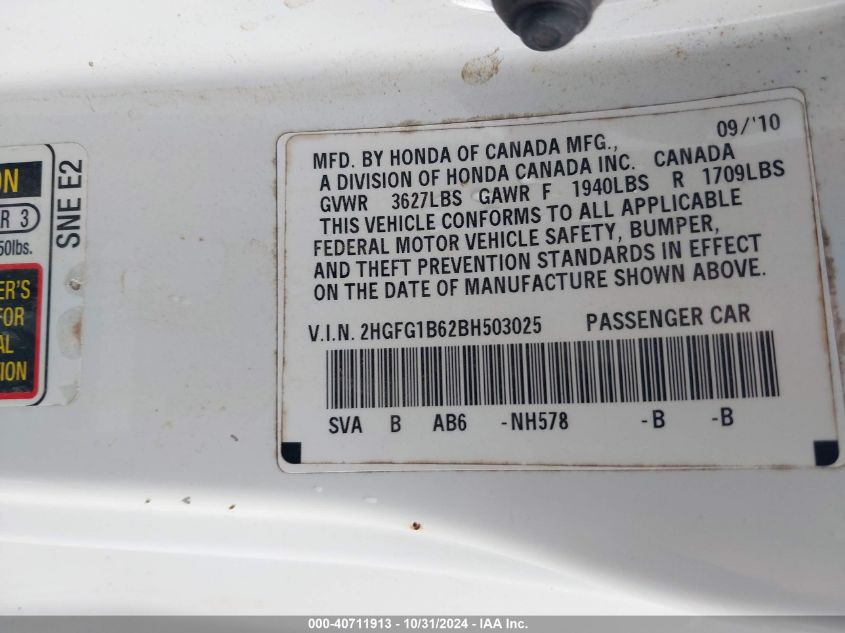 09/'10
MFD. BY HONDA OF CANADA MFG.,
A DIVISION OF HONDA CANADA INC. CANADA
GVWR 3627LBS GAWR F 1940LBS R 1709LBS
THIS VEHICLE CONFORMS TO ALL APPLICABLE
FEDERAL MOTOR VEHICLE SAFETY, BUMPER,
AND THEFT PREVENTION STANDARDS IN EFFECT
ON THE DATE OF MANUFACTURE SHOWN ABOVE.
V.I.N. 2HGFG1B62BH503025 PASSENGER CAR
SVA B AB6 -NH578 -B -B
SNE E2
ON
R 3
50lbs.
ER'S
FOR
AL
TION
000-40711913 - 10/31/2024 - IAA Inc.